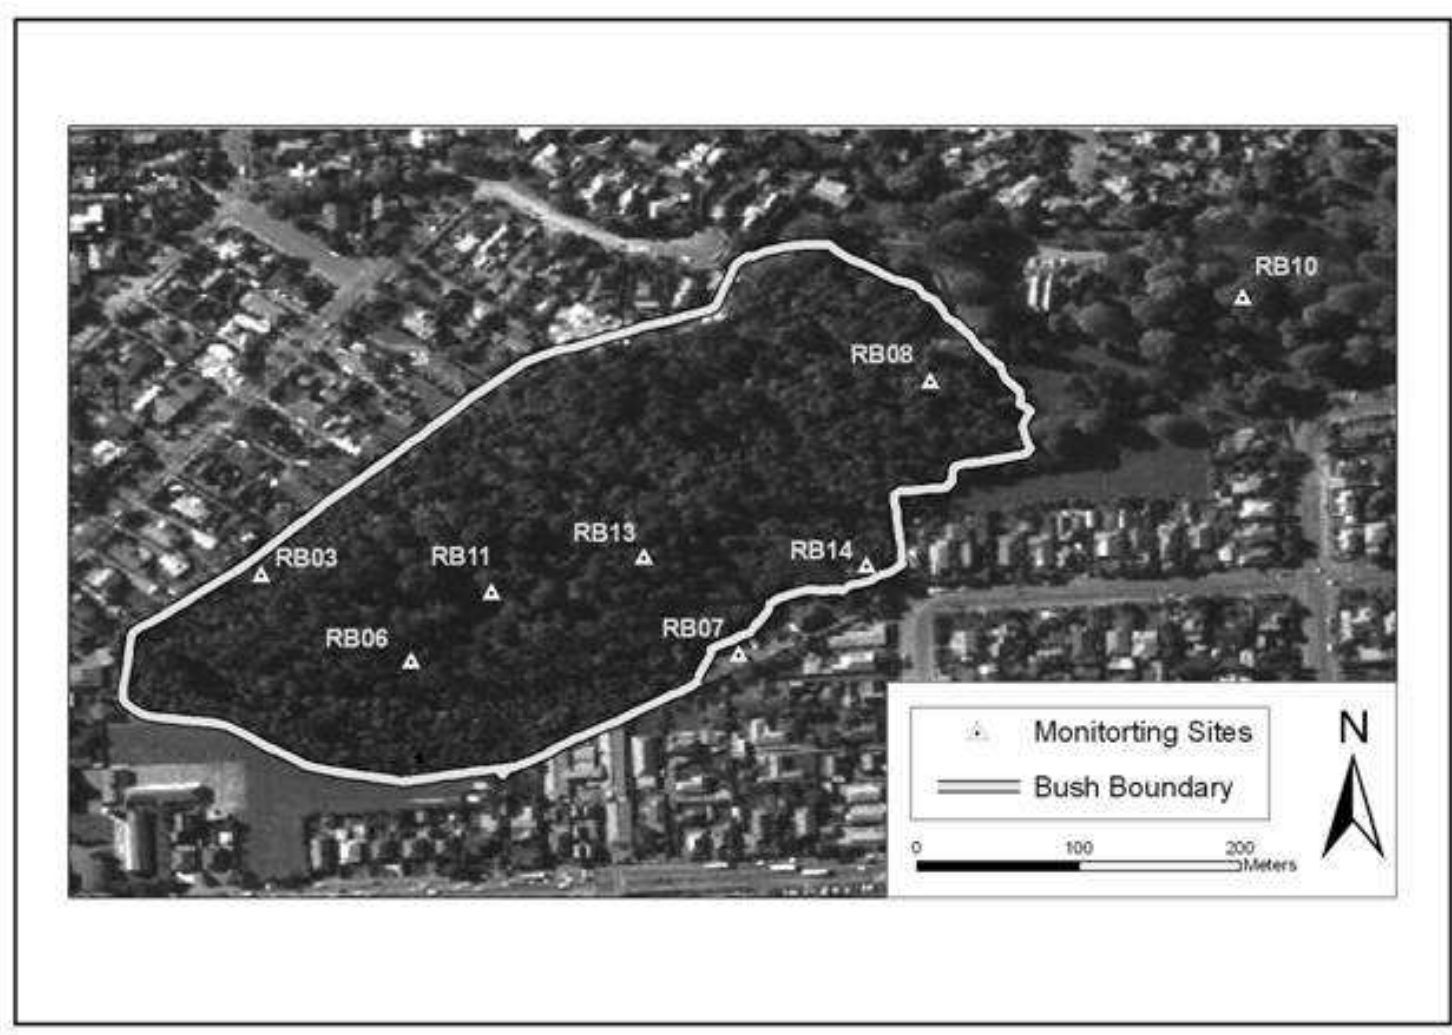 RB10
RB08
RB13
RB14
RB03
RB11
RB07
RB06
N
Monitorting Sites
Bush Boundary
0 100 200
Meters